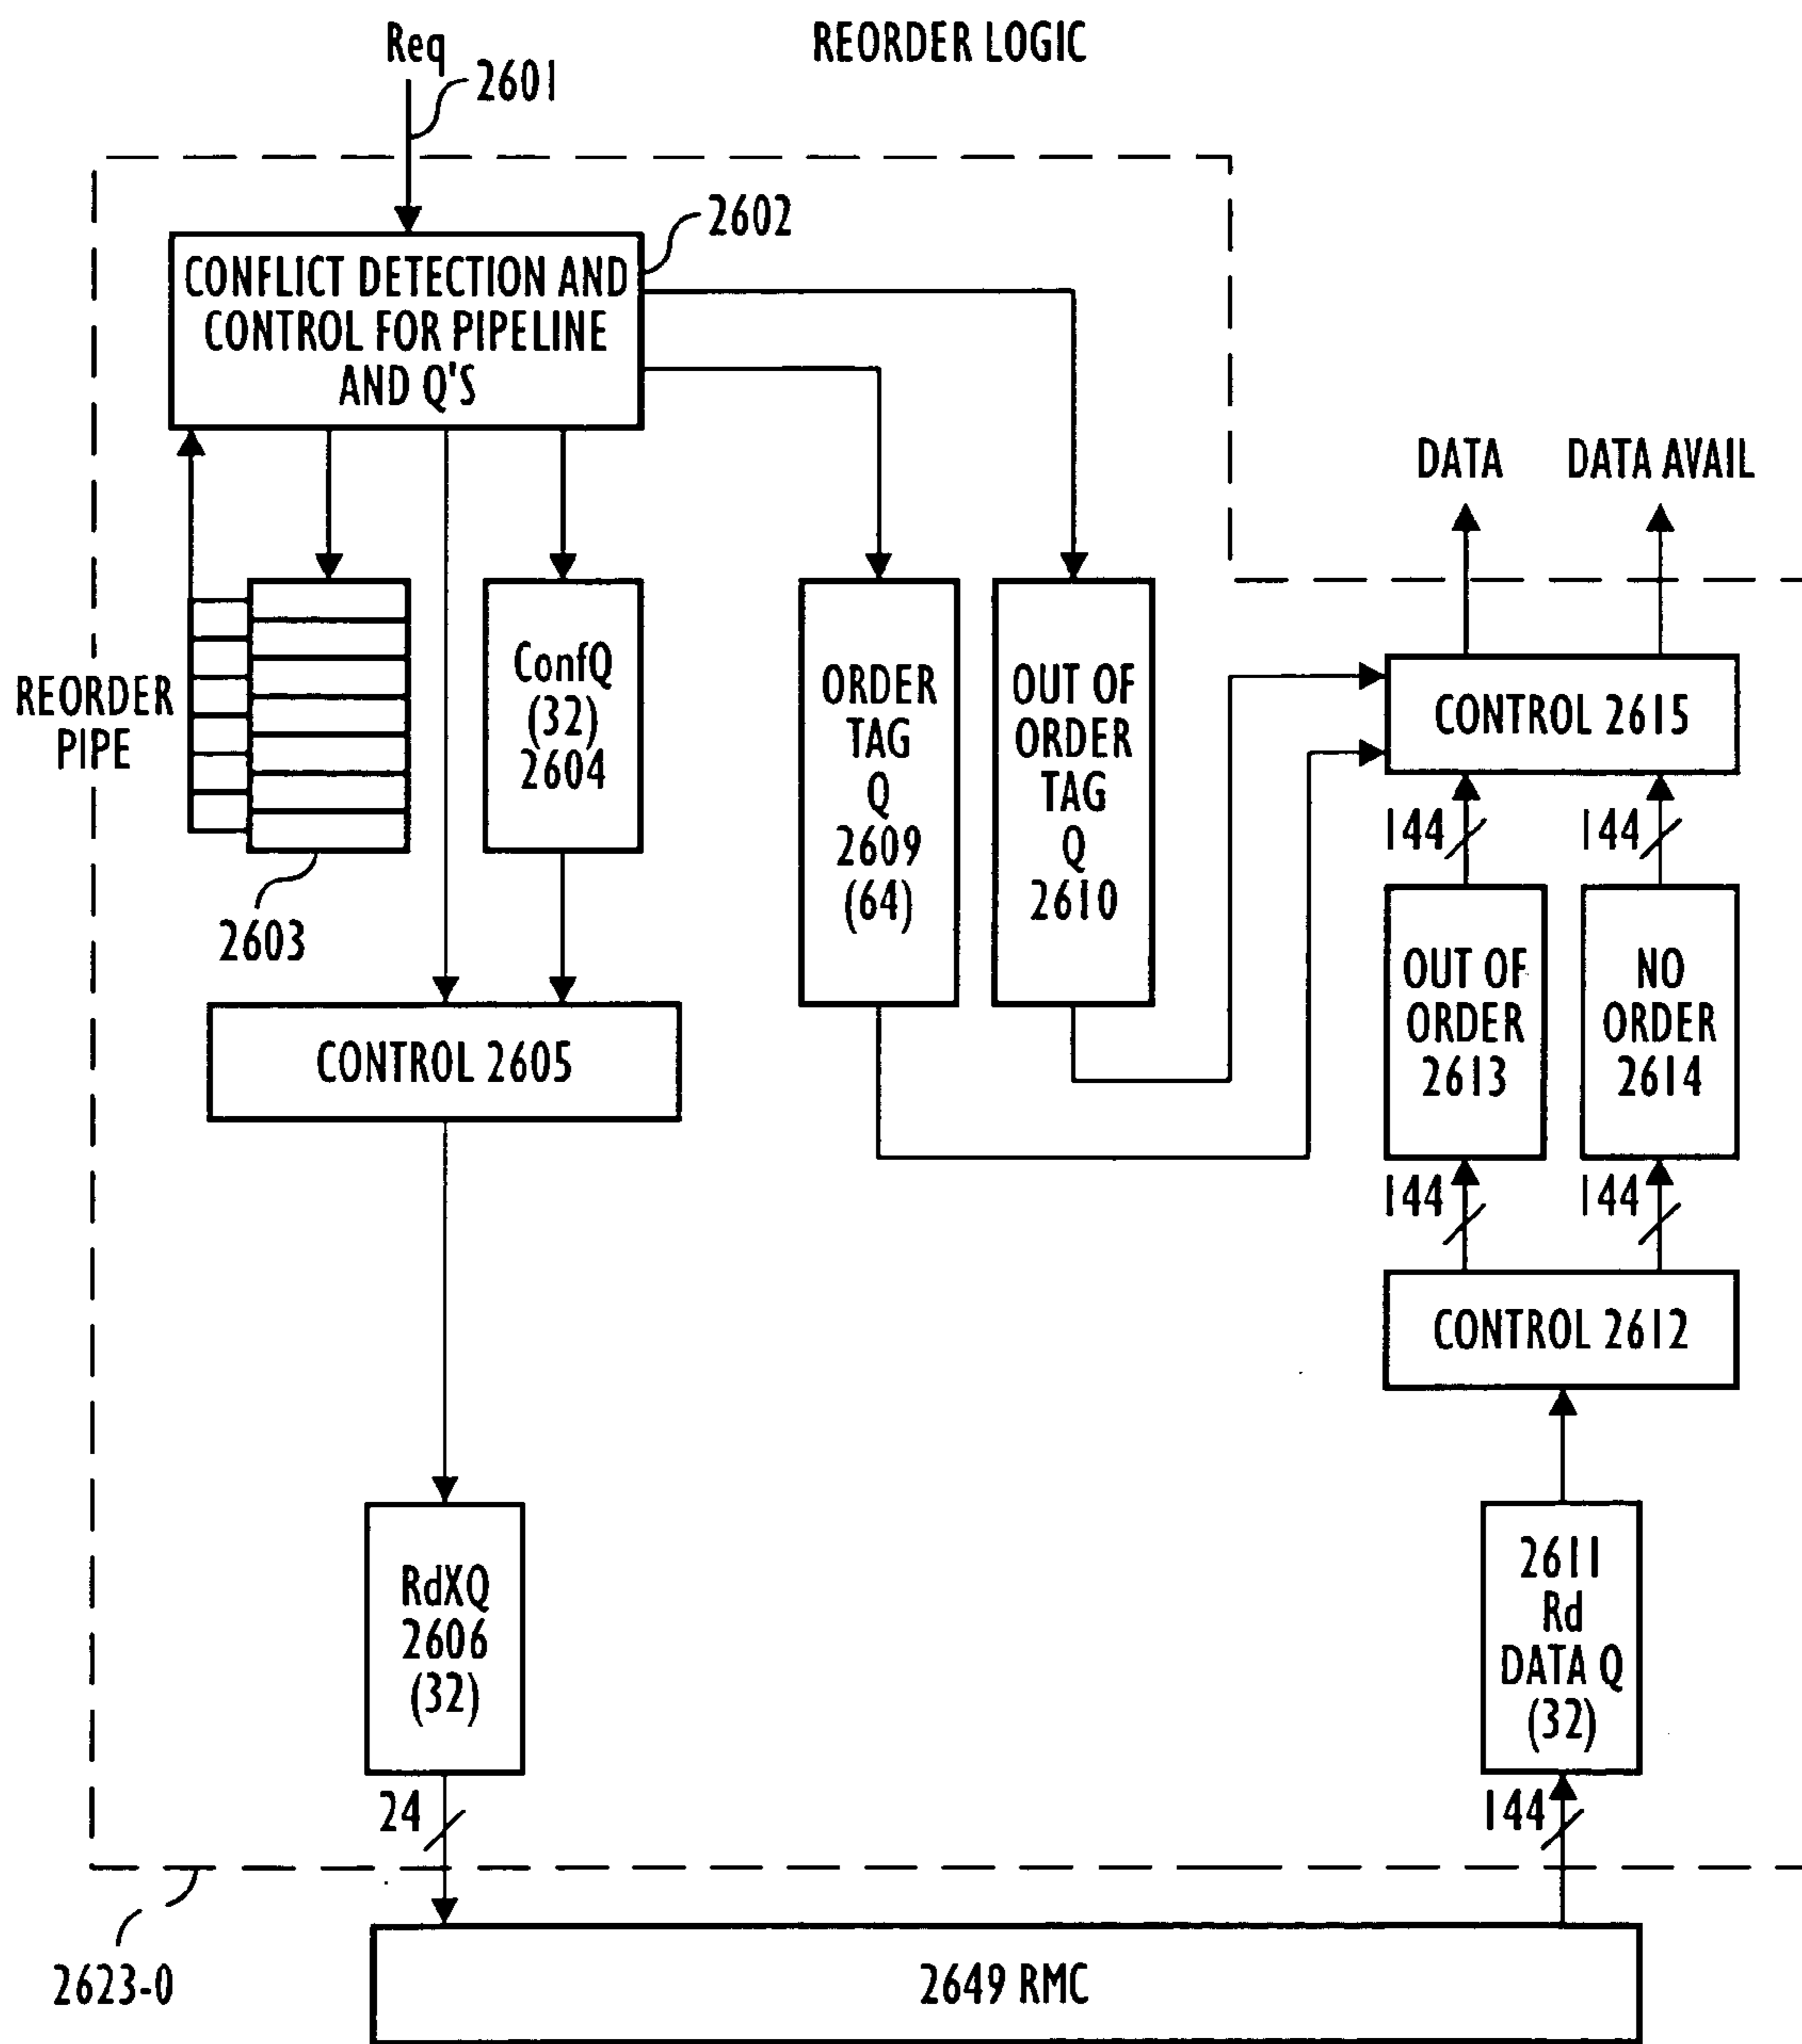 Req
REORDER LOGIC
2601
2602
CONFLICT DETECTION AND
CONTROL FOR PIPELINE
AND Q'S
DATA
DATA AVAIL
REORDER
PIPE
2603
ConfQ
(32)
2604
ORDER
TAG
Q
2609
(64)
OUT OF
ORDER
TAG
Q
2610
CONTROL 2615
144
144
OUT OF
ORDER
2613
NO
ORDER
2614
CONTROL 2605
144
144
CONTROL 2612
RdXQ
2606
(32)
2611
Rd
DATA Q
(32)
24
144
2623-0
2649 RMC